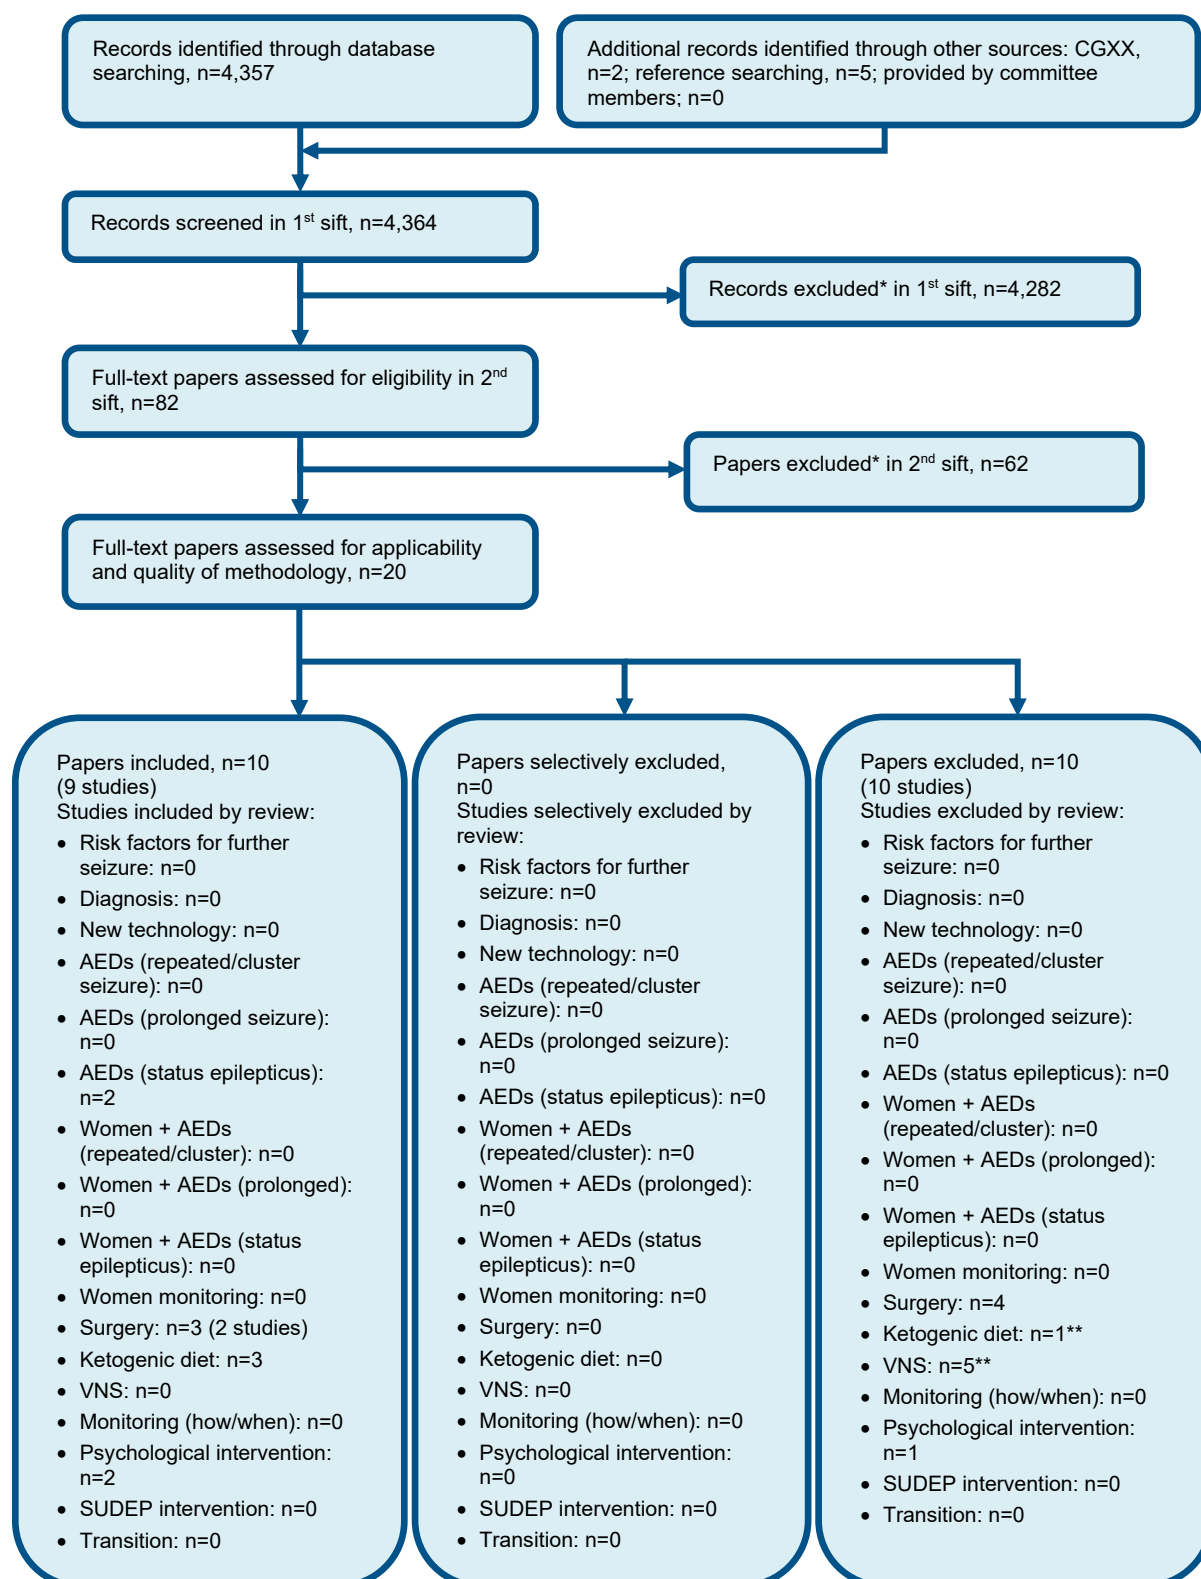 Records identified through database
searching, n=4,357
Additional records identified through other sources: CGXX,
n=2; reference searching, n=5; provided by committee
members; n=0
Records screened in 1st sift, n=4,364
Records excluded* in 1st sift, n=4,282
Full-text papers assessed for eligibility in 2nd
sift, n=82
Papers excluded* in 2nd sift, n=62
Full-text papers assessed for applicability
and quality of methodology, n=20
Papers included, n=10
(9 studies)
Studies included by review:
• Risk factors for further
seizure: n=0
• Diagnosis: n=0
• New technology: n=0
• AEDs (repeated/cluster
seizure): n=0
• AEDs (prolonged seizure):
n=0
• AEDs (status epilepticus):
n=2
• Women + AEDs
(repeated/cluster): n=0
• Women + AEDs (prolonged):
n=0
• Women + AEDs (status
epilepticus): n=0
• Women monitoring: n=0
• Surgery: n=3 (2 studies)
• Ketogenic diet: n=3
• VNS: n=0
• Monitoring (how/when): n=0
• Psychological intervention:
n=2
• SUDEP intervention: n=0
• Transition: n=0
Papers selectively excluded,
n=0
Studies selectively excluded by
review:
• Risk factors for further
seizure: n=0
• Diagnosis: n=0
• New technology: n=0
• AEDs (repeated/cluster
seizure): n=0
• AEDs (prolonged seizure):
n=0
• AEDs (status epilepticus): n=0
• Women + AEDs
(repeated/cluster): n=0
• Women + AEDs (prolonged):
n=0
• Women + AEDs (status
epilepticus): n=0
• Women monitoring: n=0
• Surgery: n=0
• Ketogenic diet: n=0
• VNS: n=0
• Monitoring (how/when): n=0
• Psychological intervention:
n=0
• SUDEP intervention: n=0
• Transition: n=0
Papers excluded, n=10
(10 studies)
Studies excluded by review:
• Risk factors for further
seizure: n=0
• Diagnosis: n=0
• New technology: n=0
• AEDs (repeated/cluster
seizure): n=0
• AEDs (prolonged seizure):
n=0
• AEDs (status epilepticus): n=0
• Women + AEDs
(repeated/cluster): n=0
• Women + AEDs (prolonged):
n=0
• Women + AEDs (status
epilepticus): n=0
• Women monitoring: n=0
• Surgery: n=4
• Ketogenic diet: n=1**
• VNS: n=5**
• Monitoring (how/when): n=0
• Psychological intervention:
n=1
• SUDEP intervention: n=0
• Transition: n=0